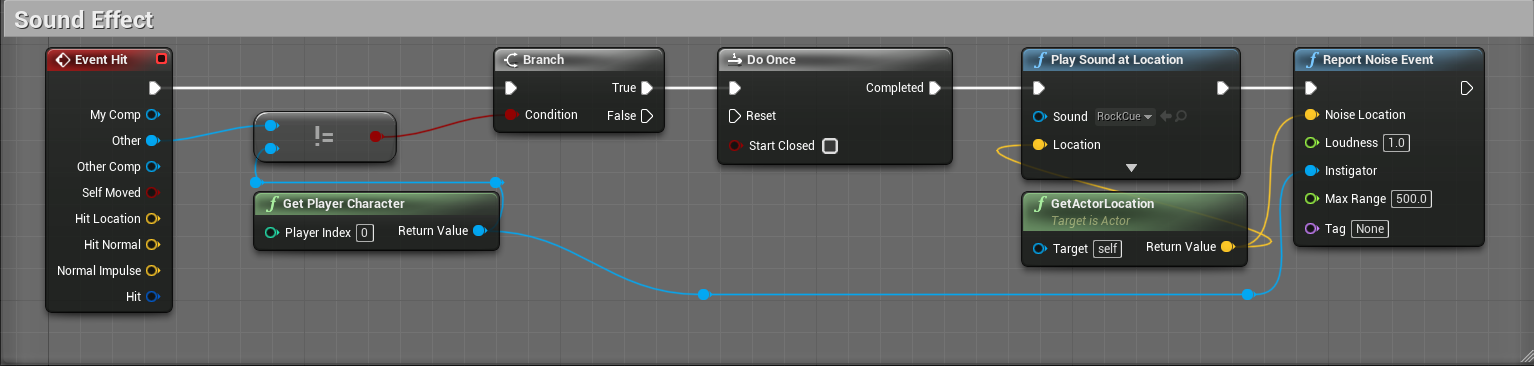 Sound Effect
Event Hit
My Comp
Other
Other Comp
Self Moved
Hit Location
Hit Normal
Normal Impulse
Hit
!=
Get Player Character
Player Index 0 Return Value
Branch
True
Condition False
Do Once
Completed
Reset
Start Closed
f Play Sound at Location
Sound RockCue
Location
f GetActorLocation
Target is Actor
Target self Return Value
f Report Noise Event
Noise Location
Loudness 1.0
Instigator
Max Range 500.0
Tag None